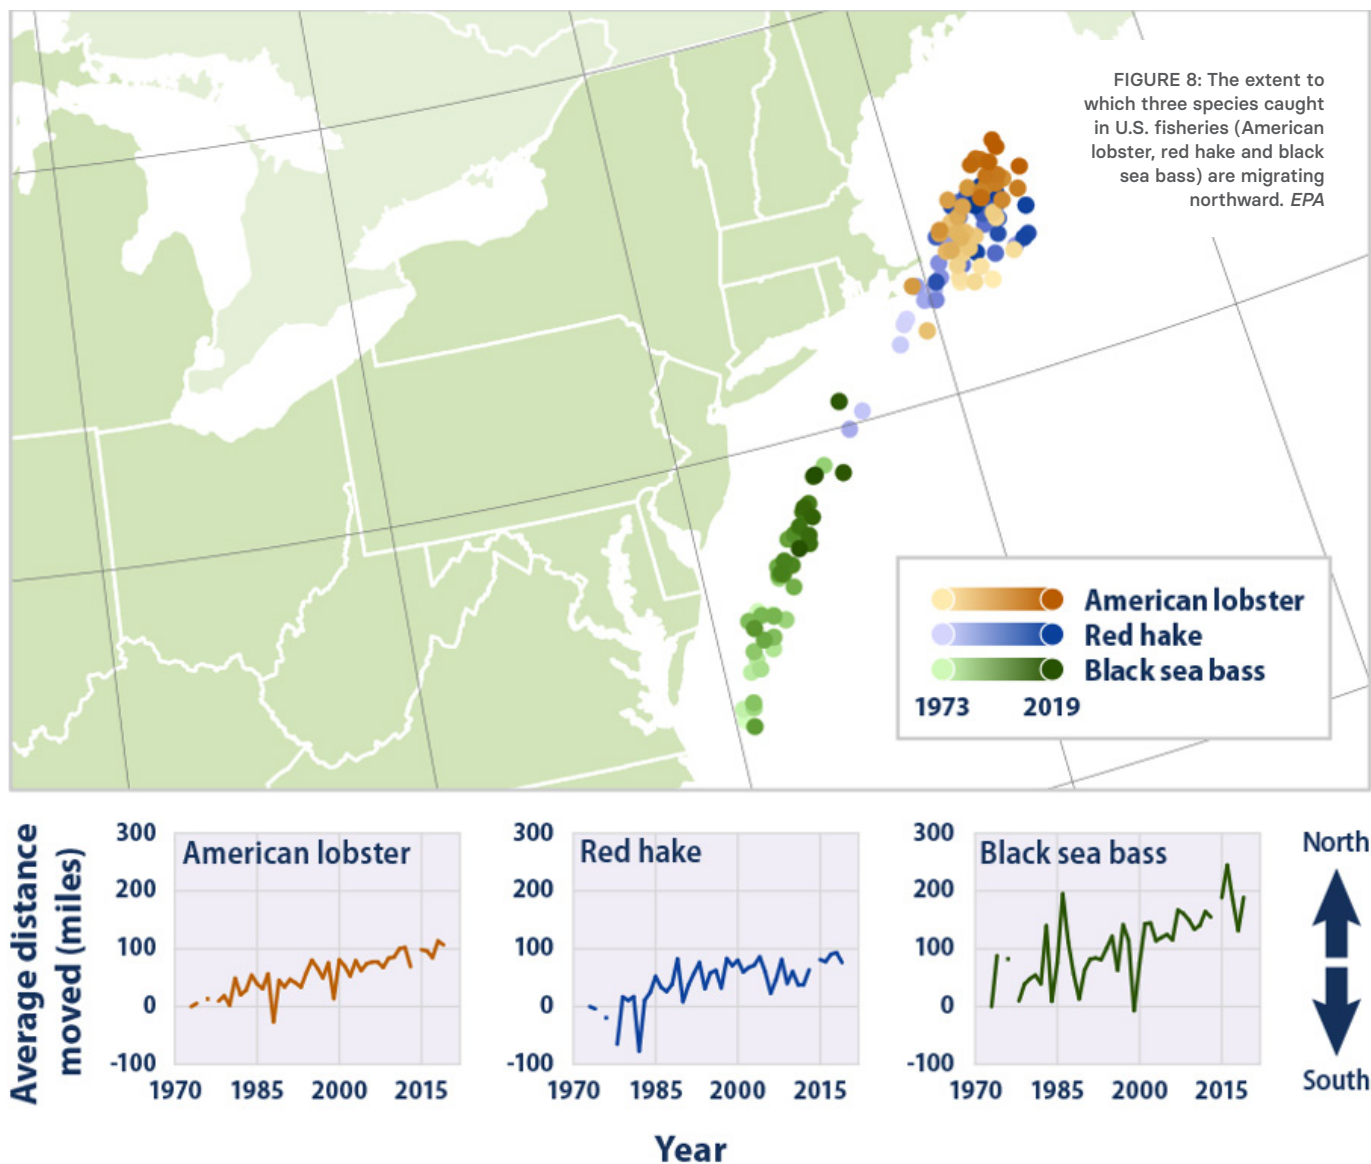 FIGURE 8: The extent to
which three species caught
in U.S. fisheries (American
lobster, red hake and black
sea bass) are migrating
northward. EPA
American lobster
Red hake
Black sea bass
1973 2019
Average distance
moved (miles)
300
200
100
0
-100
American lobster
1970 1985 2000 2015
300
200
100
0
-100
Red hake
1970 1985 2000 2015
300
200
100
0
-100
Black sea bass
1970 1985 2000 2015
North
South
Year